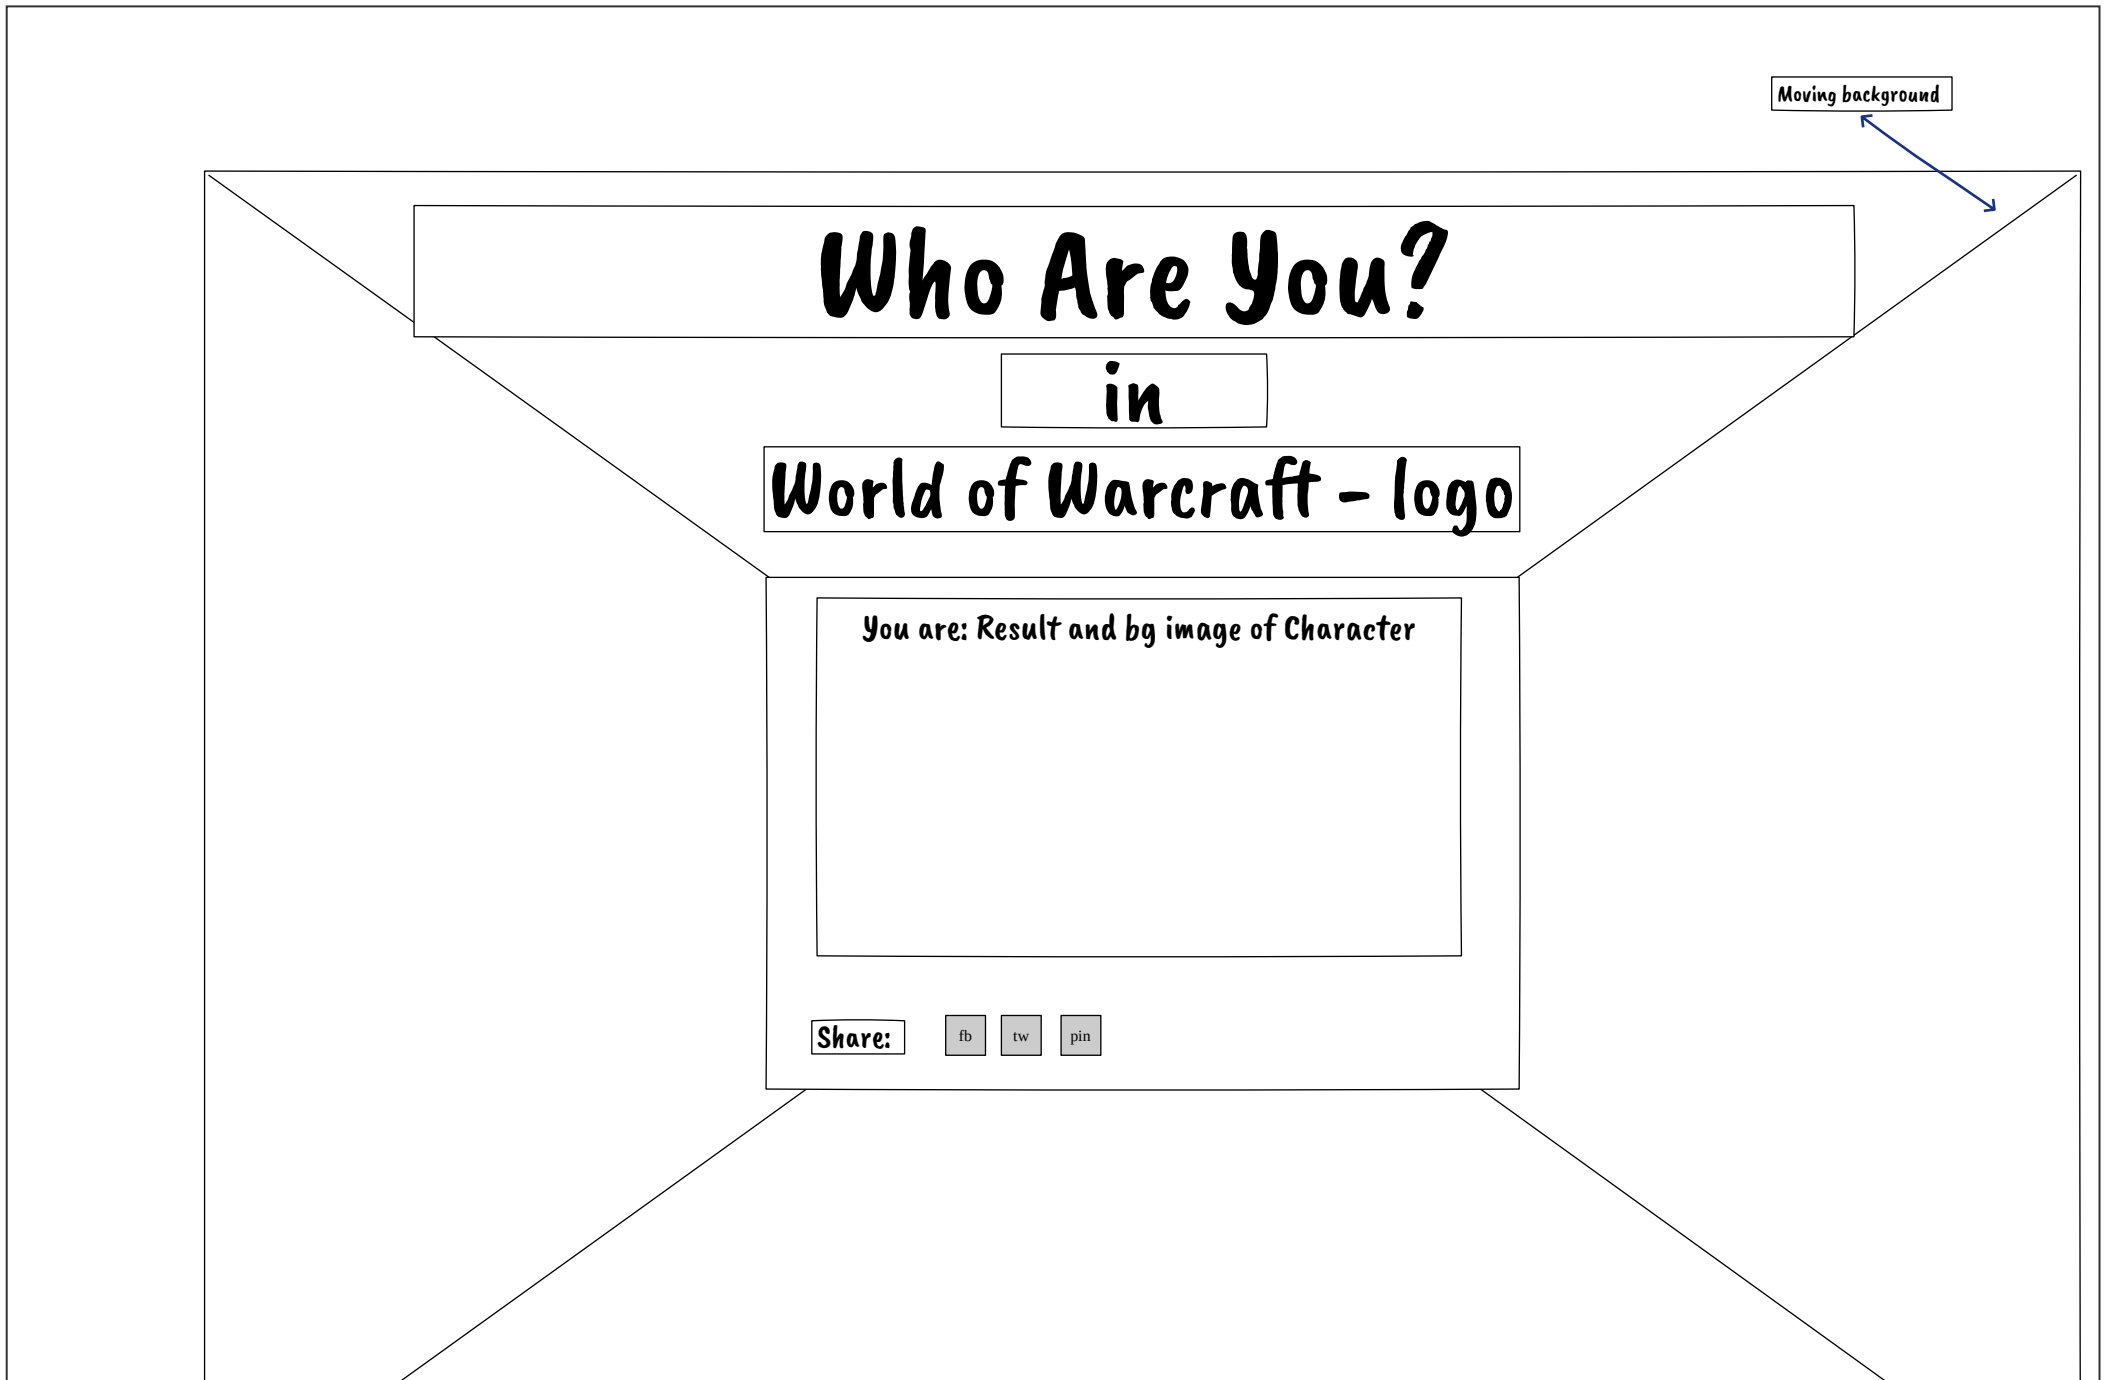 Moving background
Who Are You?
in
World of Warcraft - logo
You are: Result and bg image of Character
Share:
fb
tw
pin